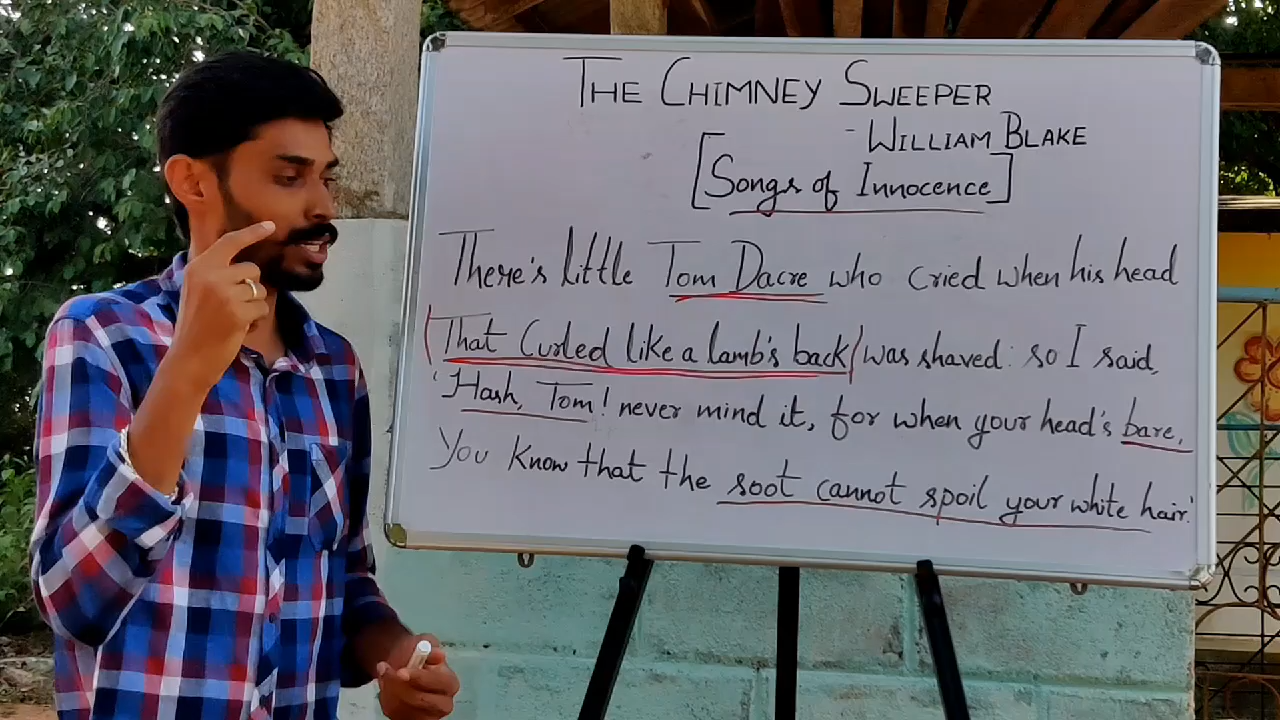 THE CHIMNEY SWEEPER
- WILLIAM BLAKE
[Songs of Innocence]
There's little Tom Dacre who cried when his head
(That Curled like a lamb's back) was shaved: so I said,
'Hash, Tom! never mind it, for when your head's bare,
You know that the soot cannot spoil your white hair.'